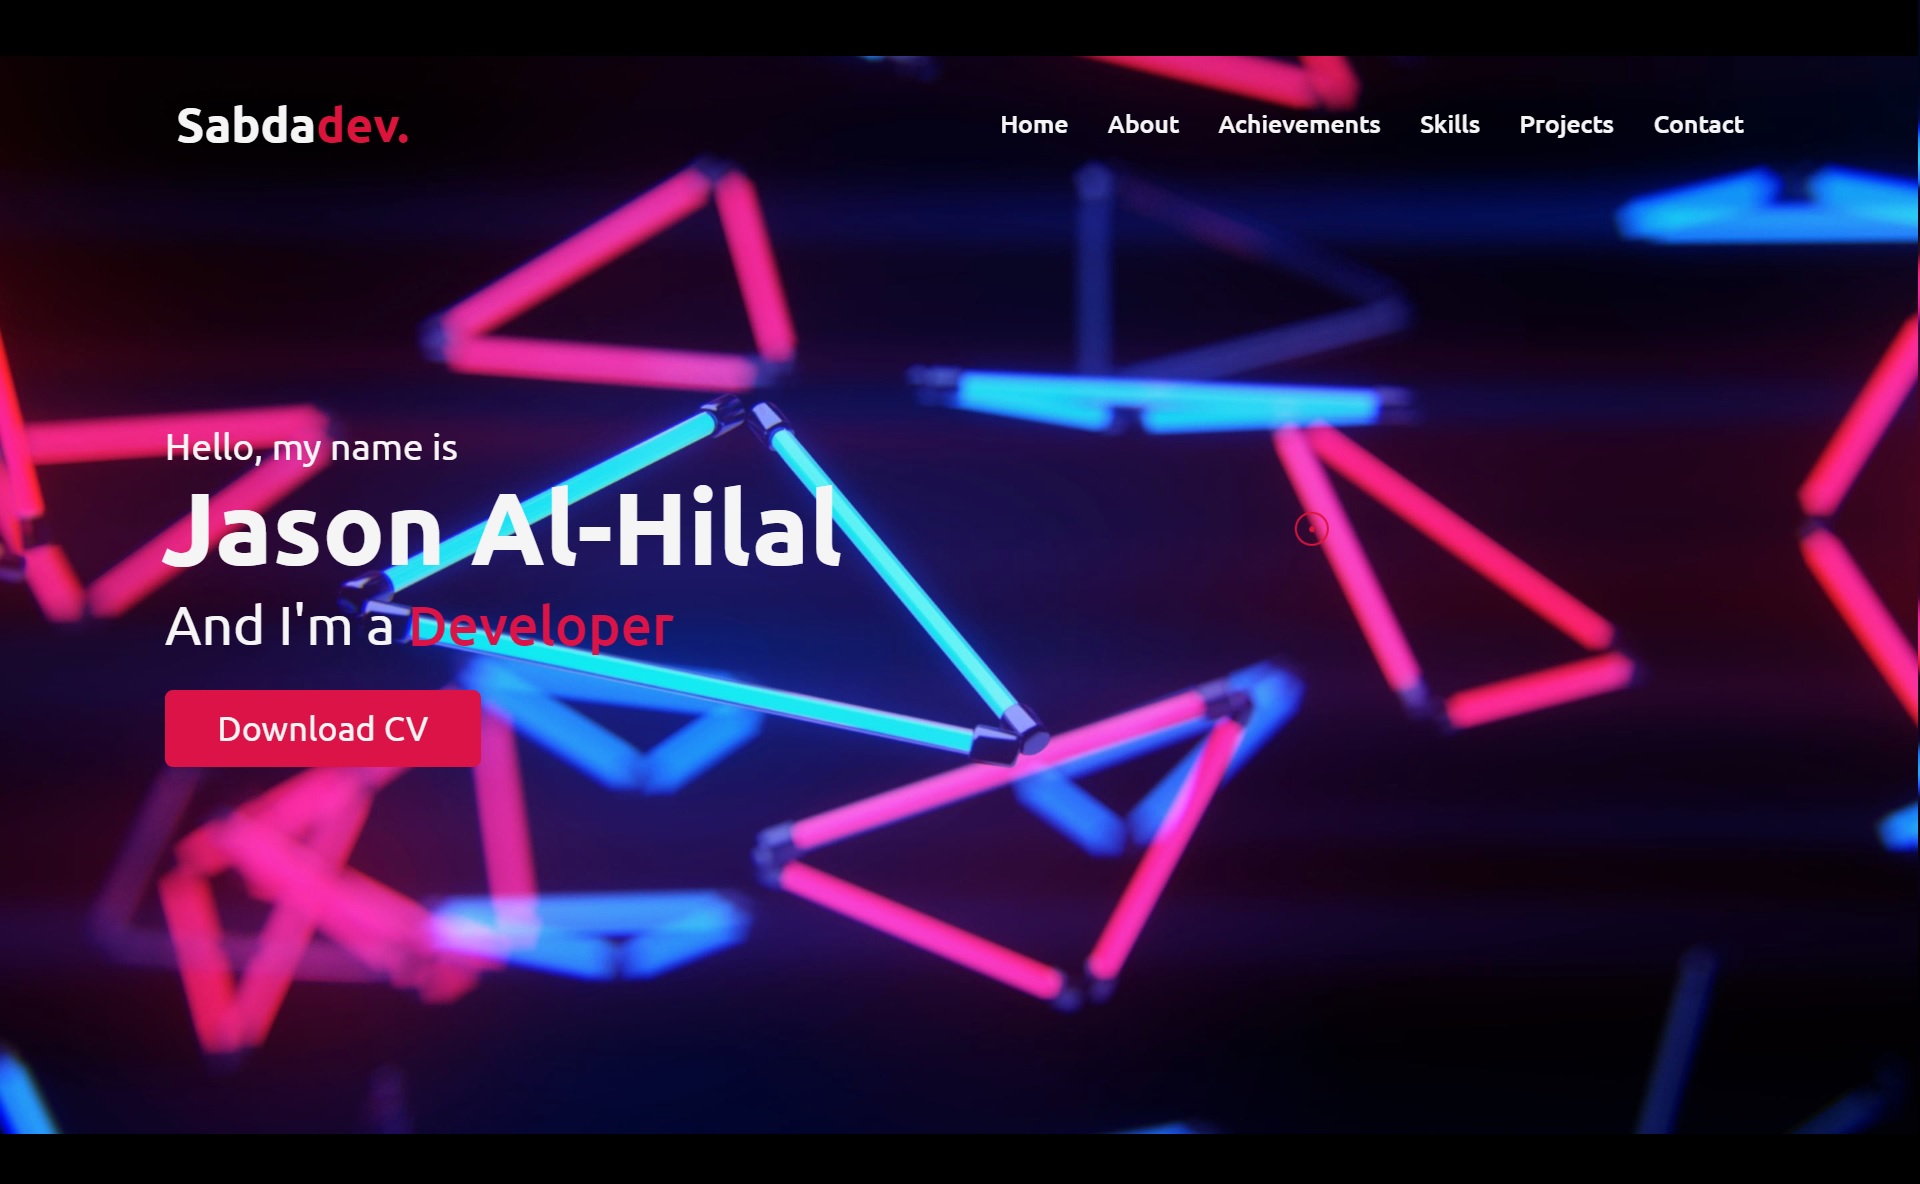 Sabdadev.
Home About Achievements Skills Projects Contact
Hello, my name is
Jason Al-Hilal
And I'm a Developer
Download CV